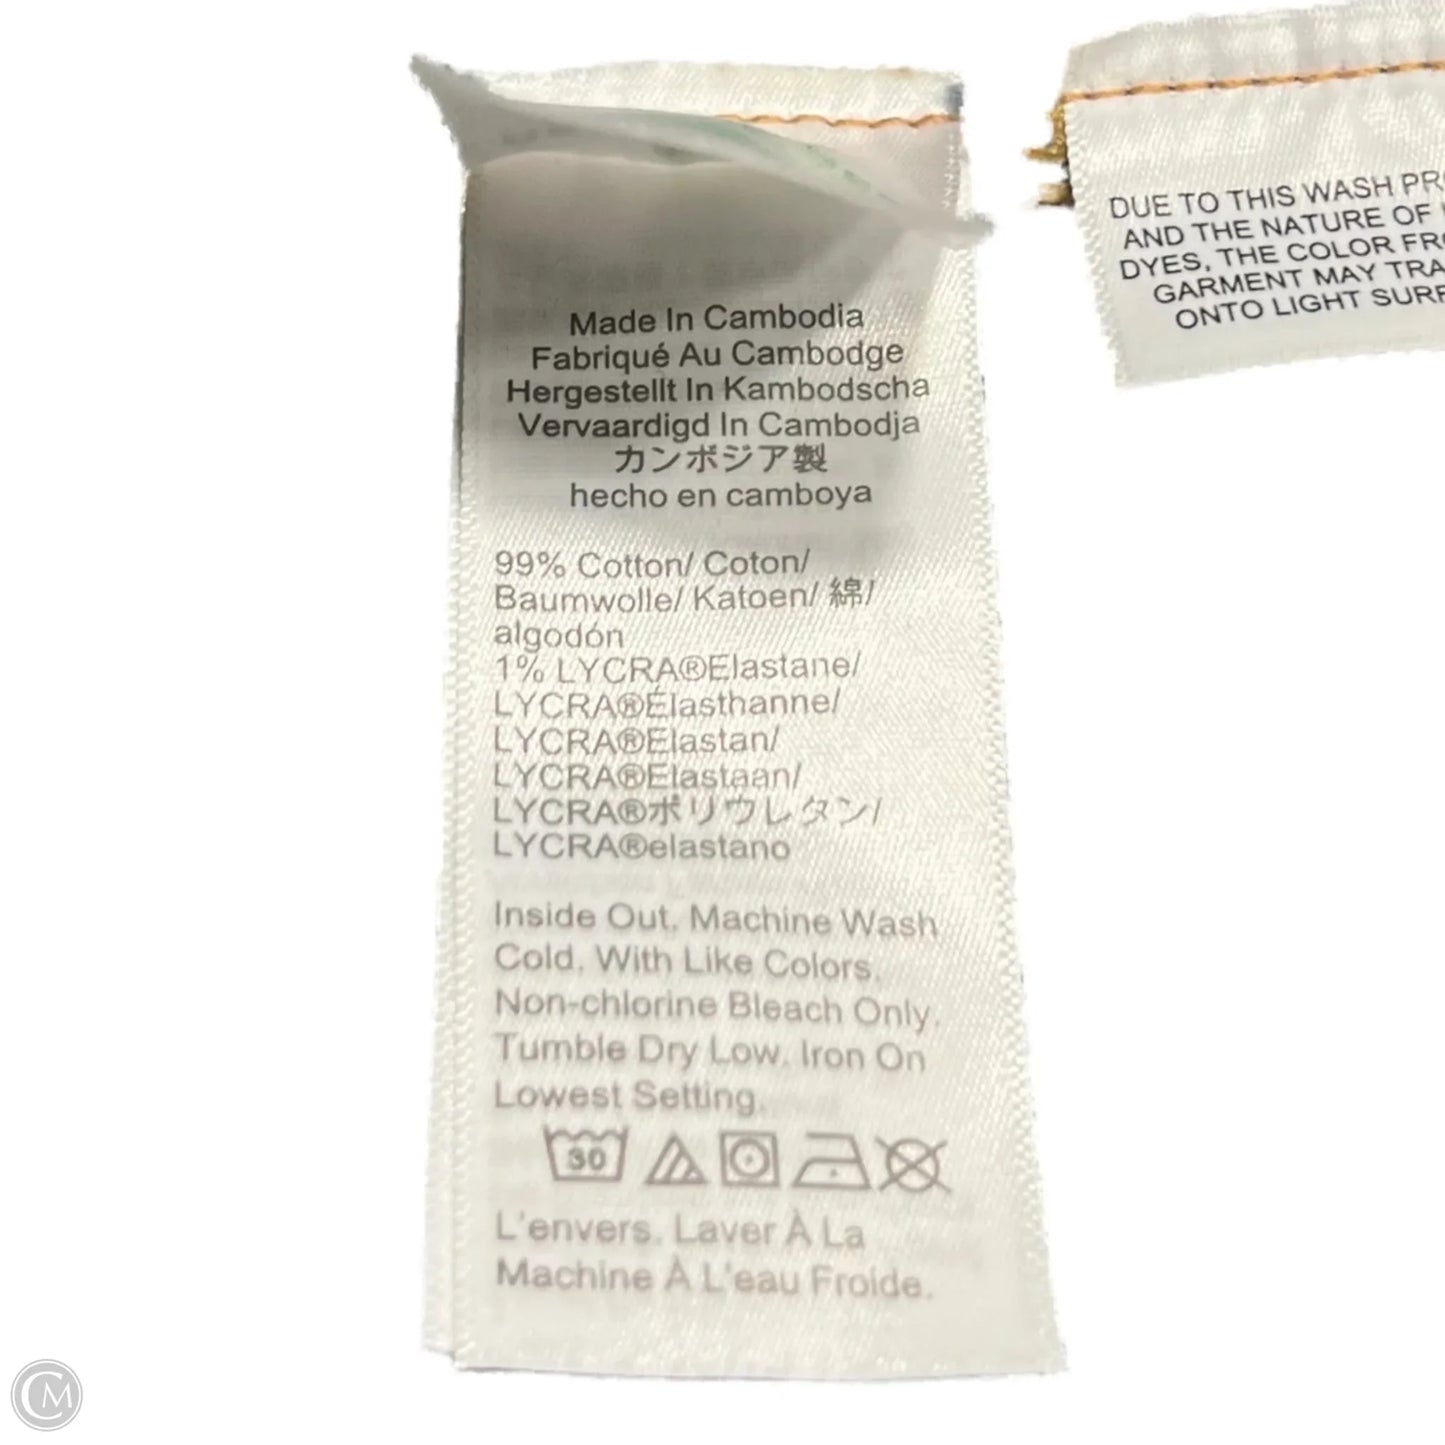 Made In Cambodia
Fabriqué Au Cambodge
Hergestellt In Kambodscha
Vervaardigd In Cambodja
カンボジア製
hecho en camboya
99% Cotton/ Coton/
Baumwolle/ Katoen/ 綿/
algodón
1% LYCRA®Elastane/
LYCRA®Élasthanne/
LYCRA®Elastan/
LYCRA®Elastaan/
LYCRA®ポリウレタン/
LYCRA®elastano
Inside Out. Machine Wash
Cold. With Like Colors.
Non-chlorine Bleach Only.
Tumble Dry Low. Iron On
Lowest Setting.
30
L'envers. Laver À La
Machine À L'eau Froide.
DUE TO THIS WASH
AND THE NATURE OF
DYES, THE COLOR
GARMENT MAY
ONTO LIGHT
CM